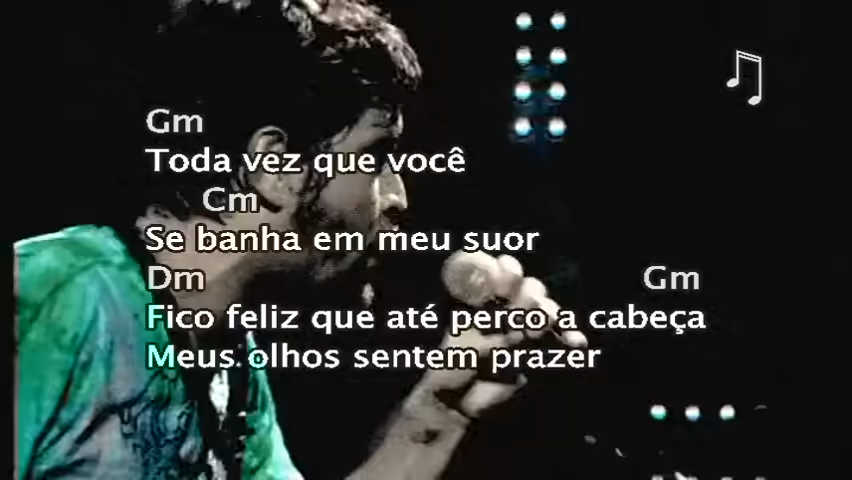 Gm
Toda vez que você
Cm
Se banha em meu suor
Dm Gm
Fico feliz que até perco a cabeça
Meus olhos sentem prazer